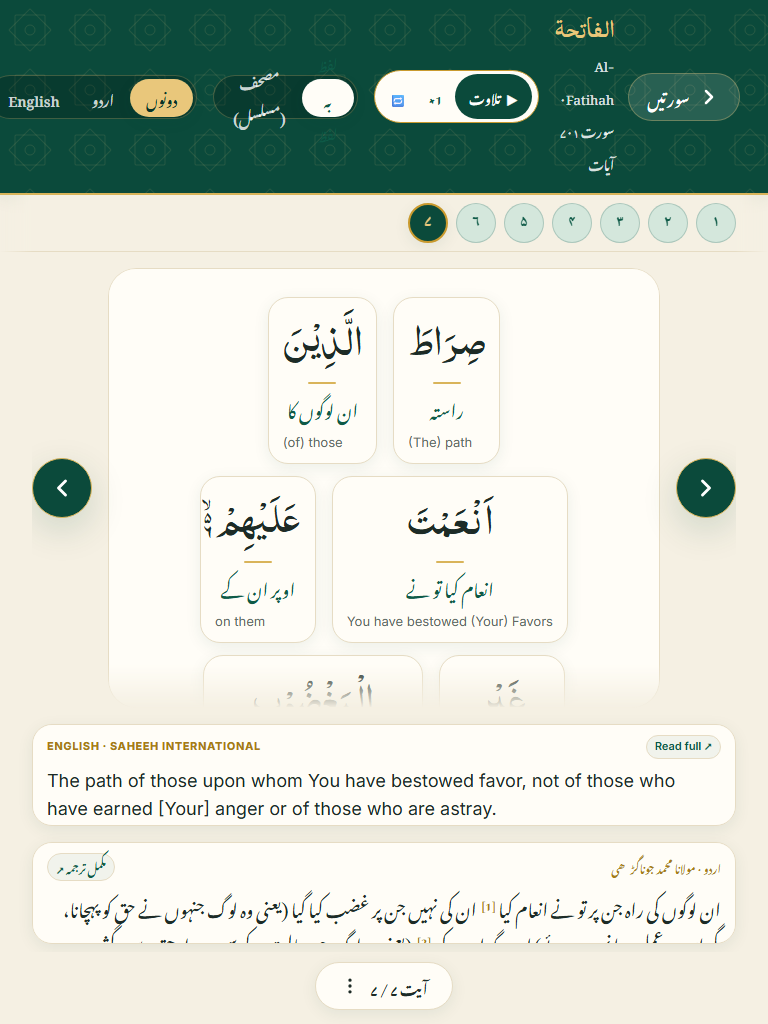 الفاتحة
Al-
Fatihah·
سورت ۱ · ۷
آیات
سورتیں
▶ تلاوت
۱×
بہ
مصحف
(مسلسل)
دونوں
اردو
English
۱ ۲ ۳ ۴ ۵ ٦ ۷
صِرَاطَ
راستہ
(The) path
الَّذِیْنَ
ان لوگوں کا
(of) those
اَنْعَمْتَ
انعام کیا تو نے
You have bestowed (Your) Favors
عَلَیْهِمْ
اوپر ان کے
on them
غَیْرِ
الْمَغْضُوْبِ
ENGLISH · SAHEEH INTERNATIONAL
Read full ↗
The path of those upon whom You have bestowed favor, not of those who
have earned [Your] anger or of those who are astray.
اردو · مولانا محمد جوناگڑھی
مکمل ترجمہ ↗
ان لوگوں کی راہ جن پر تو نے انعام کیا [1] ان کی نہیں جن پر غضب کیا گیا (یعنی وہ لوگ جنہوں نے حق کو پہچانا،
آیت ۷ / ۷